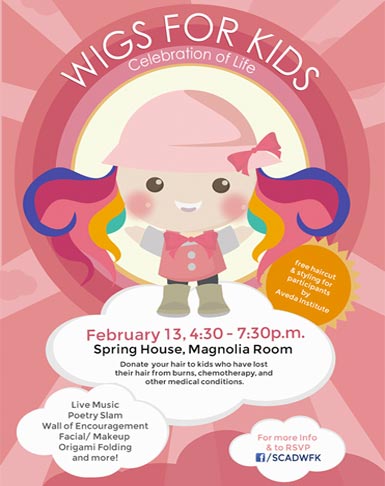 WIGS FOR KIDS
Celebration of Life
free haircut
& styling for
participants
by
Aveda Institute
February 13, 4:30 - 7:30p.m.
Spring House, Magnolia Room
Donate your hair to kids who have lost
their hair from burns, chemotherapy, and
other medical conditions.
Live Music
Poetry Slam
Wall of Encouragement
Facial/ Makeup
Origami Folding
and more!
For more Info
& to RSVP
f/SCADWFK